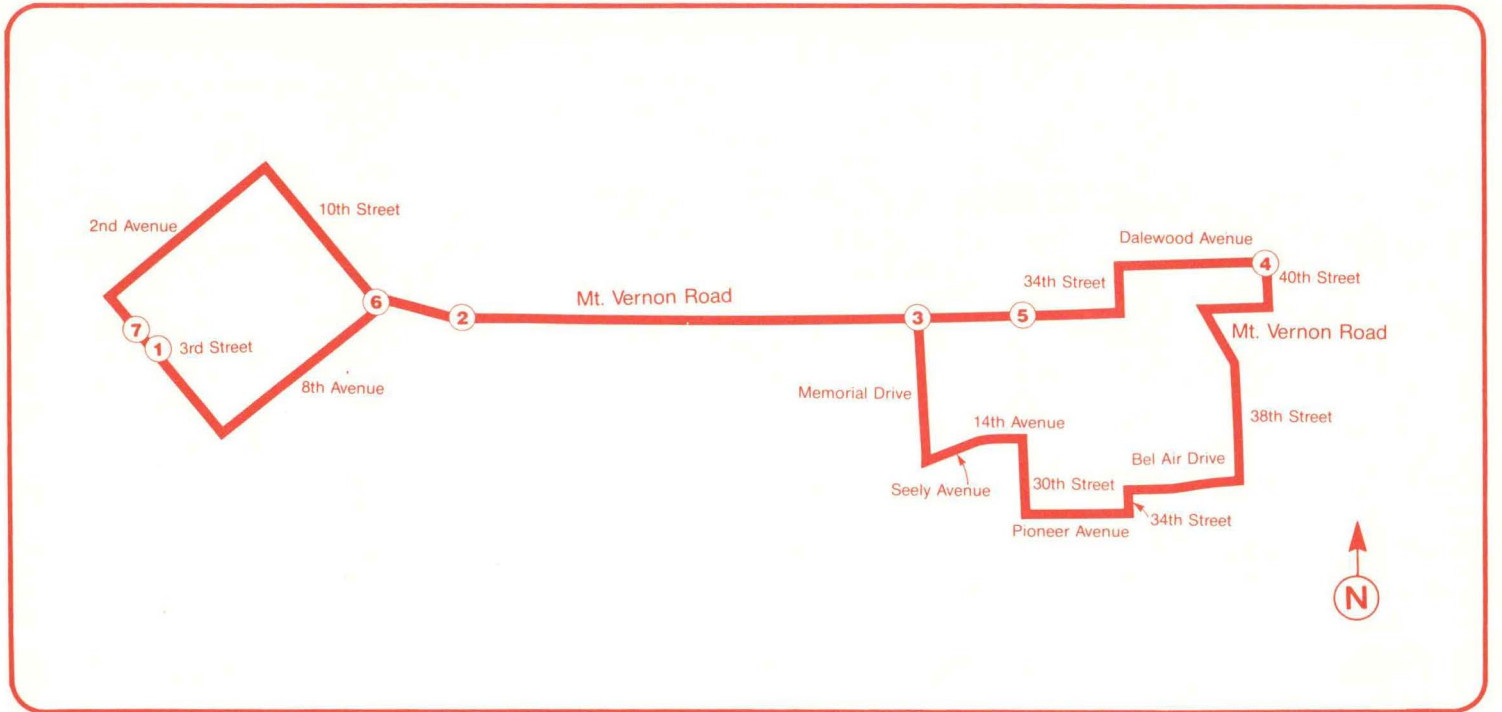 10th Street
2nd Avenue
Dalewood Avenue
4
34th Street
40th Street
6
Mt. Vernon Road
2
3
5
7
1
3rd Street
Mt. Vernon Road
8th Avenue
Memorial Drive
14th Avenue
38th Street
Bel Air Drive
Seely Avenue
30th Street
34th Street
Pioneer Avenue
N